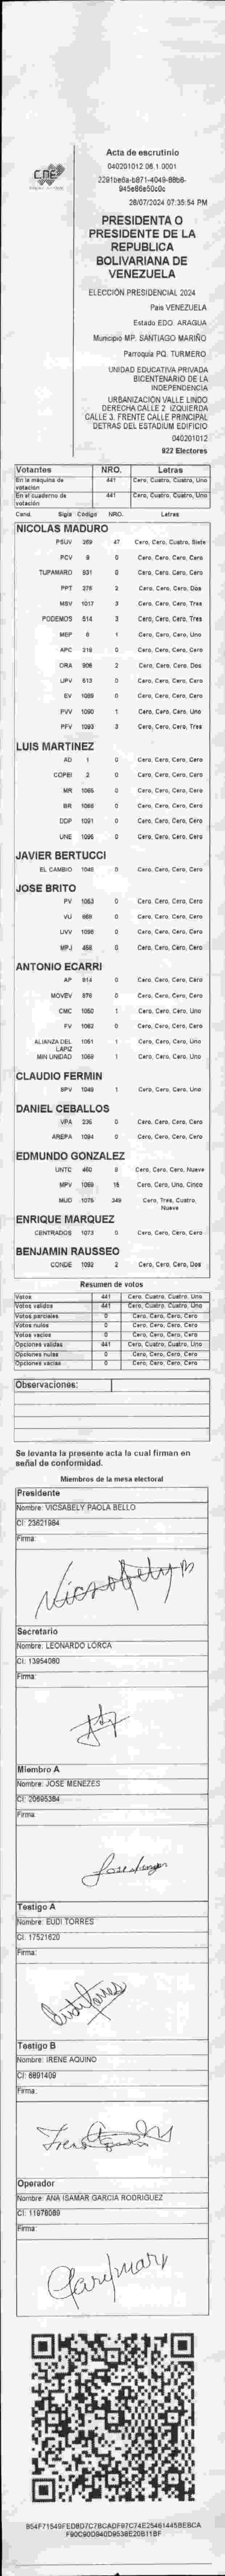 CNE
Acta de escrutinio
040201012.06.1.0001
2291be6a-b871-4049-88b8-
945e86e50c0c
28/07/2024 07:35:54 PM
PRESIDENTA O
PRESIDENTE DE LA
REPUBLICA
BOLIVARIANA DE
VENEZUELA
ELECCIÓN PRESIDENCIAL 2024
Pais VENEZUELA
Estado EDO. ARAGUA
Municipio MP. SANTIAGO MARIÑO
Parroquia PQ. TURMERO
UNIDAD EDUCATIVA PRIVADA
BICENTENARIO DE LA
INDEPENDENCIA
URBANIZACIÓN VALLE LINDO
DERECHA CALLE 2. IZQUIERDA
CALLE 3. FRENTE CALLE PRINCIPAL
DETRAS DEL ESTADIUM EDIFICIO
040201012
922 Electores
Votantes NRO. Letras
En la máquina de votación 441 Cero, Cuatro, Cuatro, Uno
En el cuaderno de votación 441 Cero, Cuatro, Cuatro, Uno
Cand. Sigla Código NRO. Letras
NICOLAS MADURO
PSUV 269 47 Cero, Cero, Cuatro, Siete
PCV 0 Cero, Cero, Cero, Cero
TUPAMARO 931 0 Cero, Cero, Cero, Cero
PPT 275 2 Cero, Cero, Cero, Dos
MSV 1017 3 Cero, Cero, Cero, Tres
PODEMOS 514 3 Cero, Cero, Cero, Tres
MEP 6 1 Cero, Cero, Cero, Uno
APC 219 0 Cero, Cero, Cero, Cero
ORA 908 2 Cero, Cero, Cero, Dos
UPV 613 0 Cero, Cero, Cero, Cero
EV 1089 0 Cero, Cero, Cero, Cero
PVV 1090 1 Cero, Cero, Cero, Uno
PFV 1093 3 Cero, Cero, Cero, Tres
LUIS MARTINEZ
AD 1 0 Cero, Cero, Cero, Cero
COPEI 2 0 Cero, Cero, Cero, Cero
MR 1065 0 Cero, Cero, Cero, Cero
BR 1066 0 Cero, Cero, Cero, Cero
DDP 1091 0 Cero, Cero, Cero, Cero
UNE 1096 0 Cero, Cero, Cero, Cero
JAVIER BERTUCCI
EL CAMBIO 1048 0 Cero, Cero, Cero, Cero
JOSE BRITO
PV 1053 0 Cero, Cero, Cero, Cero
VU 868 0 Cero, Cero, Cero, Cero
UVV 1098 0 Cero, Cero, Cero, Cero
MPJ 458 0 Cero, Cero, Cero, Cero
ANTONIO ECARRI
AP 914 0 Cero, Cero, Cero, Cero
MOVEV 976 0 Cero, Cero, Cero, Cero
CMC 1050 1 Cero, Cero, Cero, Uno
FV 1082 0 Cero, Cero, Cero, Cero
ALIANZA DEL LAPIZ 1051 1 Cero, Cero, Cero, Uno
MIN UNIDAD 1058 1 Cero, Cero, Cero, Uno
CLAUDIO FERMIN
SPV 1049 1 Cero, Cero, Cero, Uno
DANIEL CEBALLOS
VPA 235 0 Cero, Cero, Cero, Cero
AREPA 1094 0 Cero, Cero, Cero, Cero
EDMUNDO GONZALEZ
UNTC 460 9 Cero, Cero, Cero, Nueve
MPV 1069 15 Cero, Cero, Uno, Cinco
MUD 1075 349 Cero, Tres, Cuatro,
Nueve
ENRIQUE MARQUEZ
CENTRADOS 1073 0 Cero, Cero, Cero, Cero
BENJAMIN RAUSSEO
CONDE 1092 2 Cero, Cero, Cero, Dos
Resumen de votos
Votos 441 Cero, Cuatro, Cuatro, Uno
Votos válidos 441 Cero, Cuatro, Cuatro, Uno
Votos parciales 0 Cero, Cero, Cero, Cero
Votos nulos 0 Cero, Cero, Cero, Cero
Votos vacíos 0 Cero, Cero, Cero, Cero
Opciones válidas 441 Cero, Cuatro, Cuatro, Uno
Opciones nulas 0 Cero, Cero, Cero, Cero
Opciones vacías 0 Cero, Cero, Cero, Cero
Observaciones:
Se levanta la presente acta la cual firman en
señal de conformidad.
Miembros de la mesa electoral
Presidente
Nombre: VICSABELY PAOLA BELLO
CI: 23621984
Firma:
Vicsabely B
Secretario
Nombre: LEONARDO LORCA
CI: 13954080
Firma:
Miembro A
Nombre: JOSE MENEZES
CI: 20695384
Firma:
Testigo A
Nombre: EUDI TORRES
CI: 17521620
Firma:
Eudi Torres
Testigo B
Nombre: IRENE AQUINO
CI: 6891409
Firma:
Operador
Nombre: ANA ISAMAR GARCIA RODRIGUEZ
CI: 11978089
Firma:
854F71549FED8D7C7BCADF97C74E25461445BEBCA
F90C90D940D9538E20B11BF